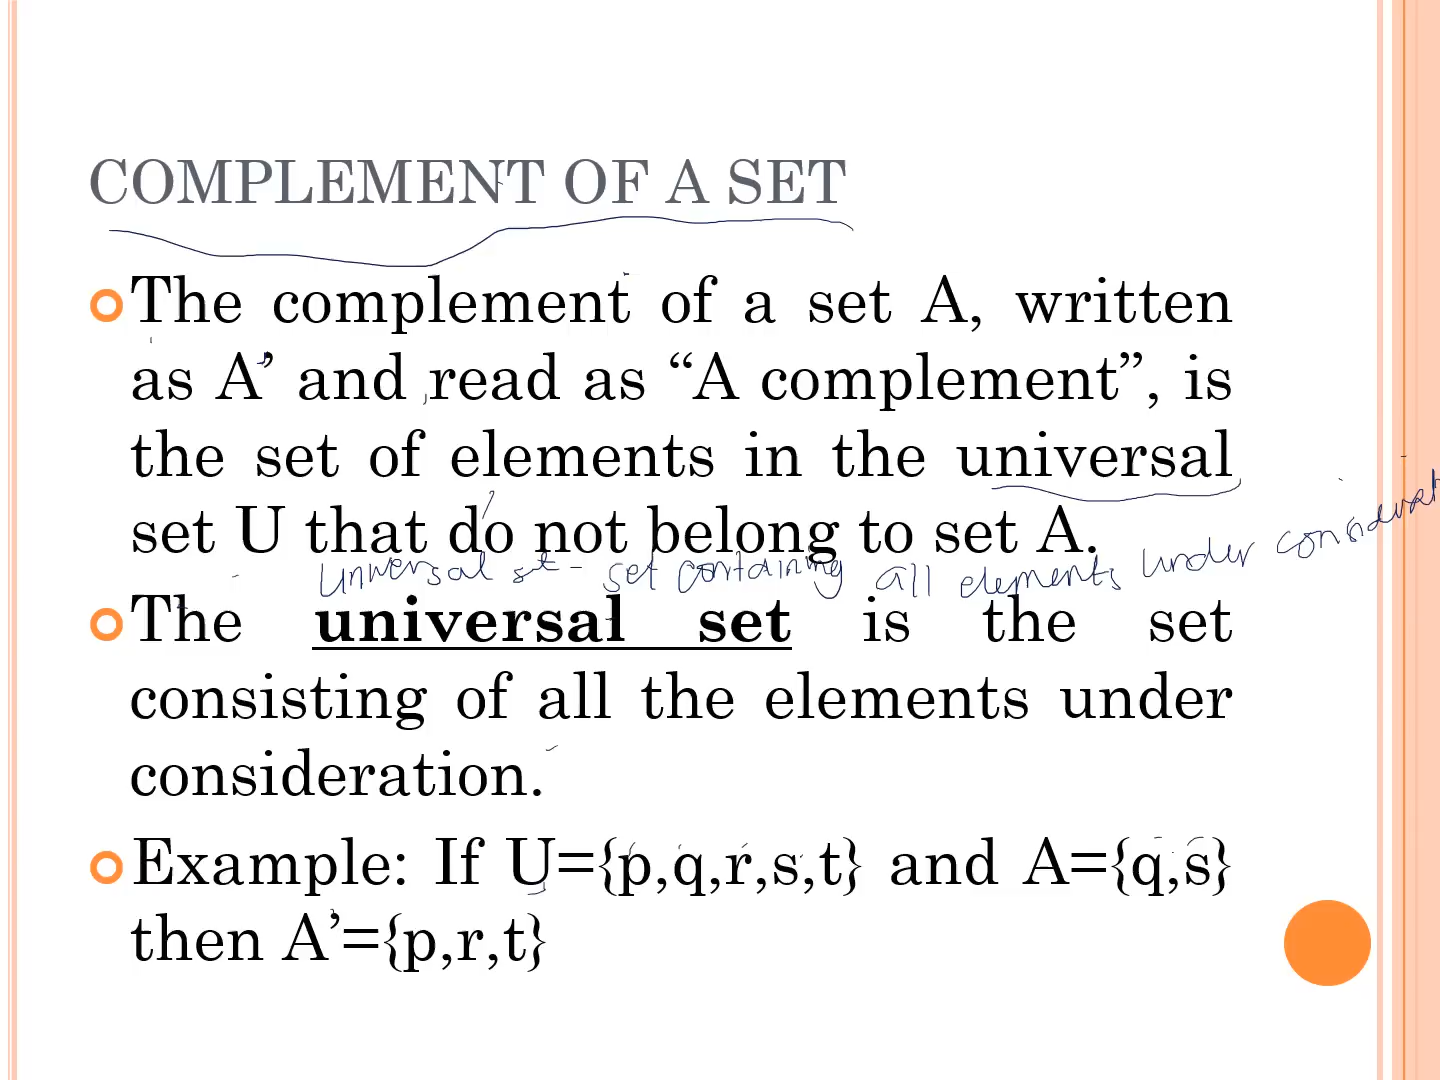 COMPLEMENT OF A SET
The complement of a set A, written
as A’ and read as “A complement”, is
the set of elements in the universal
set U that do not belong to set A.
Universal set - set containing all elements under considerat
The universal set is the set
consisting of all the elements under
consideration.
Example: If U={p,q,r,s,t} and A={q,s}
then A’={p,r,t}